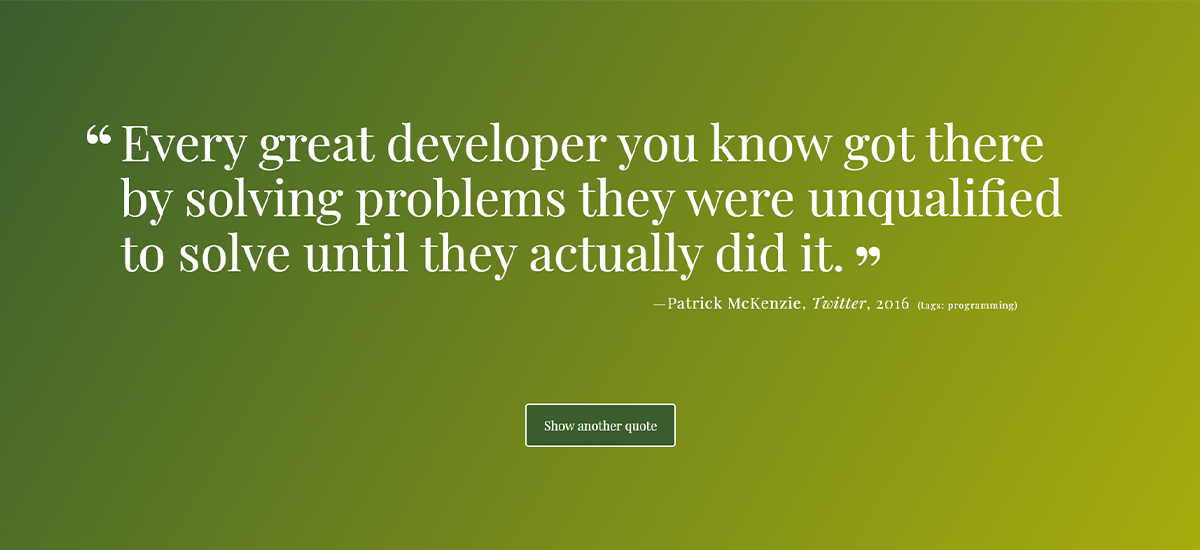 “Every great developer you know got there
by solving problems they were unqualified
to solve until they actually did it.”
—Patrick McKenzie, Twitter, 2016 (tags: programming)
Show another quote